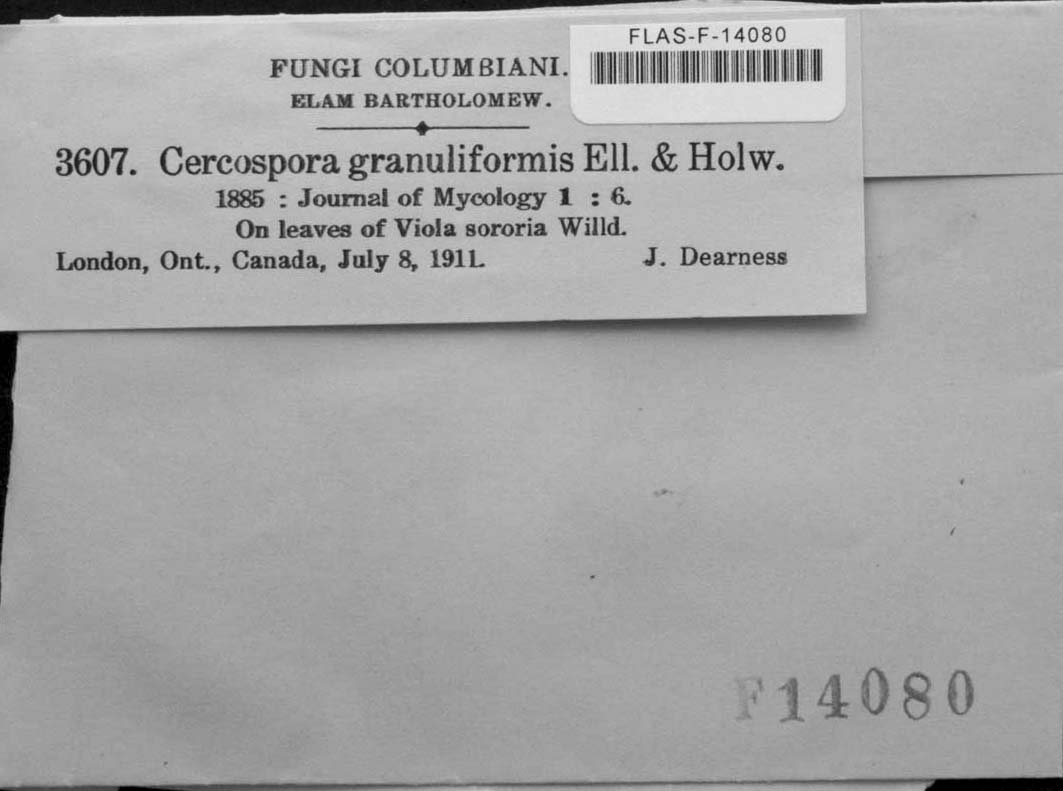 FLAS-F-14080
FUNGI COLUMBIANI.
ELAM BARTHOLOMEW.
3607. Cercospora granuliformis Ell. & Holw.
1885 : Journal of Mycology 1 : 6.
On leaves of Viola sororia Willd.
London, Ont., Canada, July 8, 1911. J. Dearness
F14080